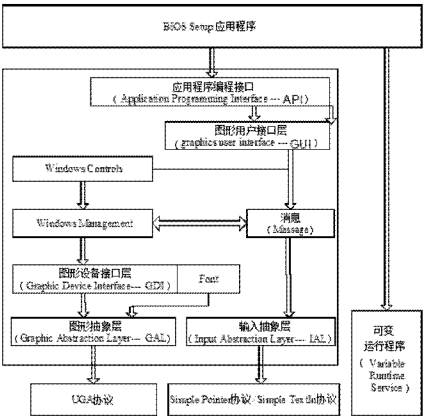 BIOS Setup 应用程序
应用程序编程接口
( Application Programming Interface --- API)
图形用户接口层
(graphics user interface --- GUI)
Windows Controls
Windows Management
消息
(Message)
图形设备接口层
( Graphic Device Interface--- GDI)
Font
图形抽象层
(Graphic Abstraction Layer--- GAL)
输入抽象层
( Input Abstraction Layer--- IAL)
可变
运行程序
( Variable
Runtime
Service)
UGA协议
Simple Pointer协议/Simple TextIn协议